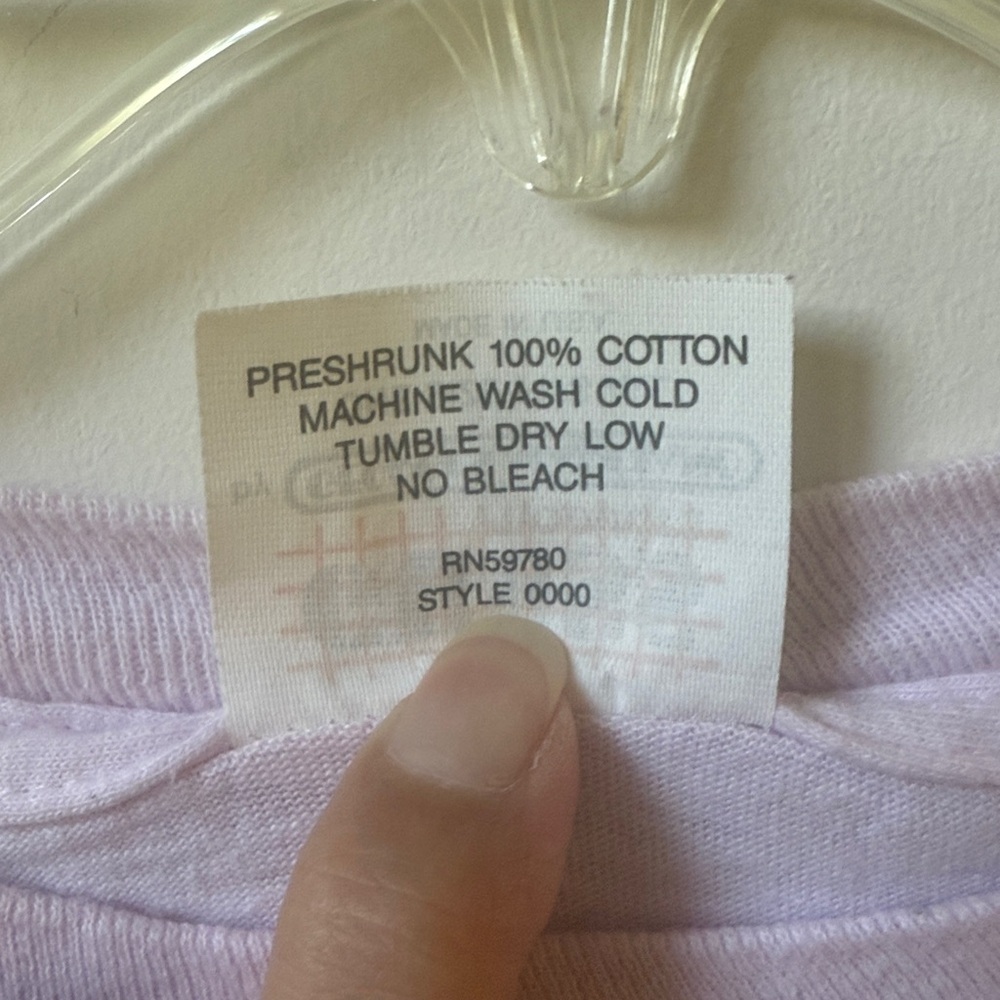 PRESHRUNK 100% COTTON
MACHINE WASH COLD
TUMBLE DRY LOW
NO BLEACH
RN59780
STYLE 0000